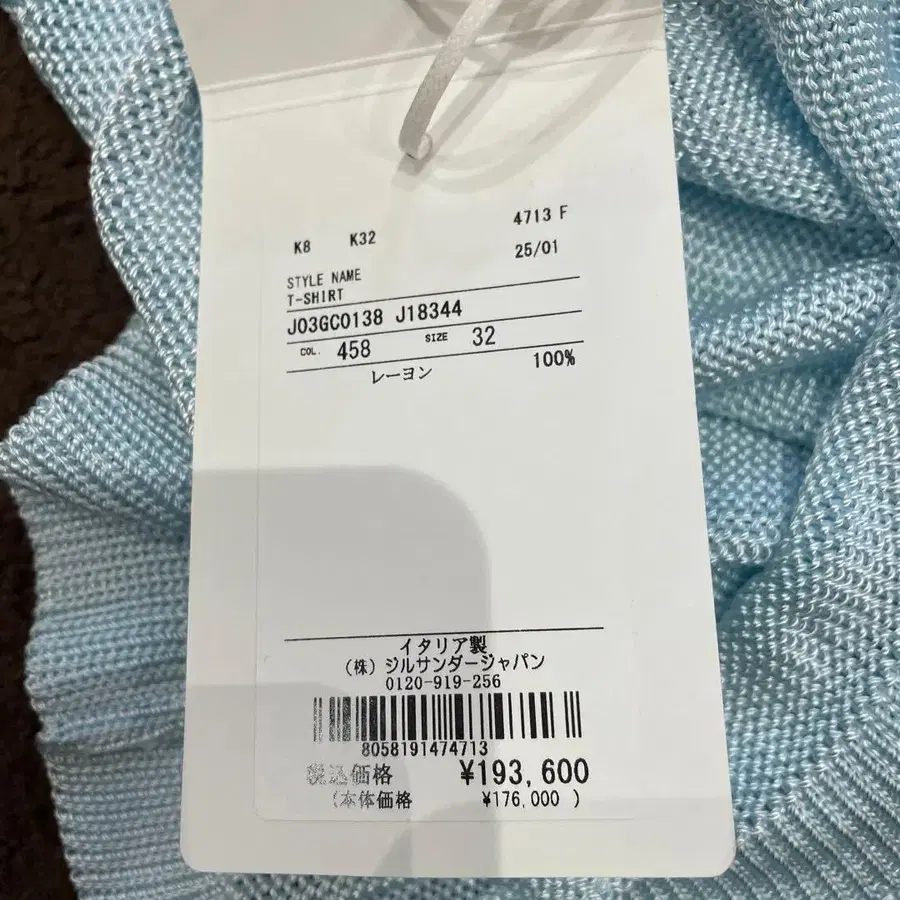 4713 F
K8 K32
25/01
STYLE NAME
T-SHIRT
J03GC0138 J18344
COL. 458 SIZE 32
レーヨン 100%
イタリア製
(株) ジルサンダージャパン
0120-919-256
8058191474713
税込価格 ¥193,600
(本体価格 ¥176,000 )